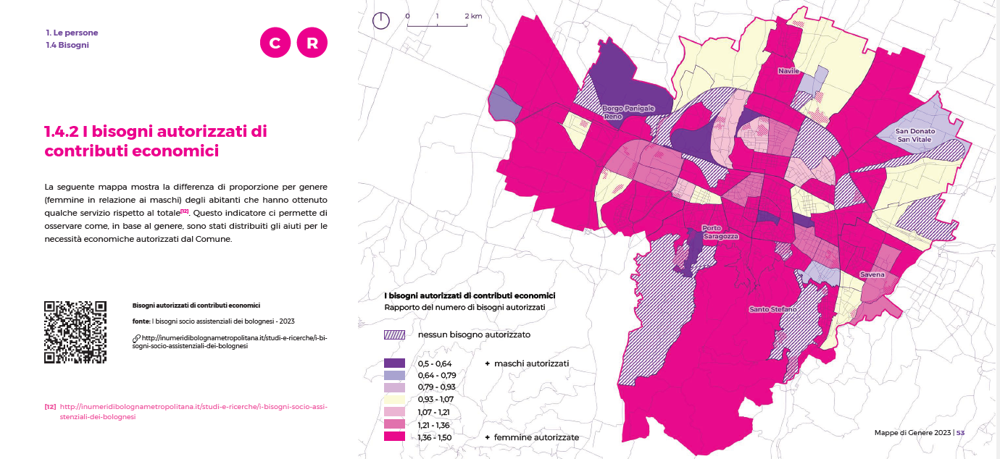 1. Le persone
1.4 Bisogni
C R
1.4.2 I bisogni autorizzati di
contributi economici
La seguente mappa mostra la differenza di proporzione per genere
(femmine in relazione ai maschi) degli abitanti che hanno ottenuto
qualche servizio rispetto al totale[12]. Questo indicatore ci permette di
osservare come, in base al genere, sono stati distribuiti gli aiuti per le
necessità economiche autorizzati dal Comune.
Bisogni autorizzati di contributi economici
fonte: I bisogni socio assistenziali dei bolognesi - 2023
http://inumeridibolognametropolitana.it/studi-e-ricerche/i-bi-
sogni-socio-assistenziali-dei-bolognesi
[12] http://inumeridibolognametropolitana.it/studi-e-ricerche/i-bisogni-socio-assi-
stenziali-dei-bolognesi
0 1 2 km
Navile
Borgo Panigale
Reno
San Donato
San Vitale
Porto
Saragozza
Savena
Santo Stefano
I bisogni autorizzati di contributi economici
Rapporto del numero di bisogni autorizzati
nessun bisogno autorizzato
0,5 - 0,64 + maschi autorizzati
0,64 - 0,79
0,79 - 0,93
0,93 - 1,07
1,07 - 1,21
1,21 - 1,36
1,36 - 1,50 + femmine autorizzate
Mappe di Genere 2023 | 53